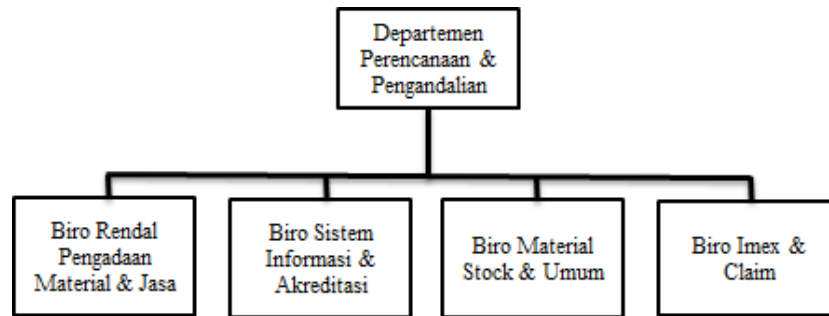 Departemen
Perencanaan &
Pengandalian
Biro Rendal
Pengadaan
Material & Jasa
Biro Sistem
Informasi &
Akreditasi
Biro Material
Stock & Umum
Biro Imex &
Claim